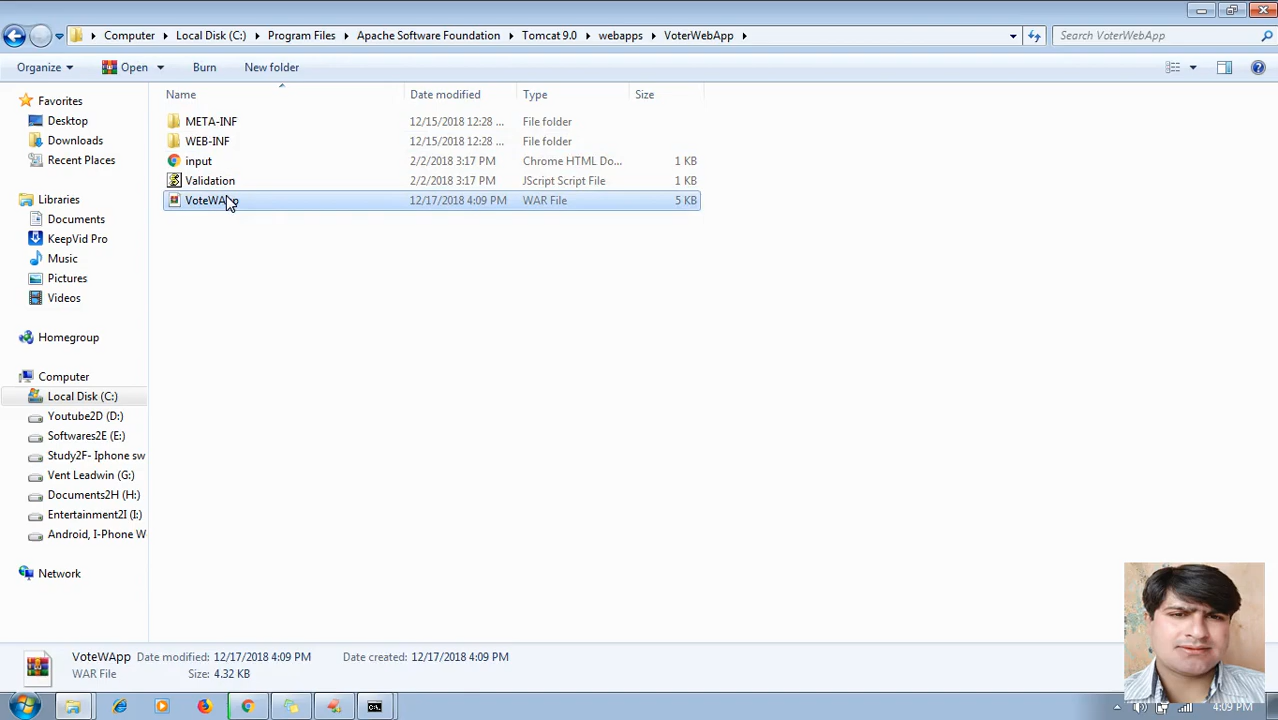 Computer Local Disk (C:) Program Files Apache Software Foundation Tomcat 9.0 webapps VoterWebApp
Search VoterWebApp
Organize Open Burn New folder
Name Date modified Type Size
META-INF 12/15/2018 12:28 ... File folder
WEB-INF 12/15/2018 12:28 ... File folder
input 2/2/2018 3:17 PM Chrome HTML Do... 1 KB
Validation 2/2/2018 3:17 PM JScript Script File 1 KB
VoteWApp 12/17/2018 4:09 PM WAR File 5 KB
Favorites
Desktop
Downloads
Recent Places
Libraries
Documents
KeepVid Pro
Music
Pictures
Videos
Homegroup
Computer
Local Disk (C:)
Youtube2D (D:)
Softwares2E (E:)
Study2F- Iphone sw
Vent Leadwin (G:)
Documents2H (H:)
Entertainment2I (I:)
Android, I-Phone W
Network
VoteWApp Date modified: 12/17/2018 4:09 PM Date created: 12/17/2018 4:09 PM
WAR File Size: 4.32 KB
4:09 PM